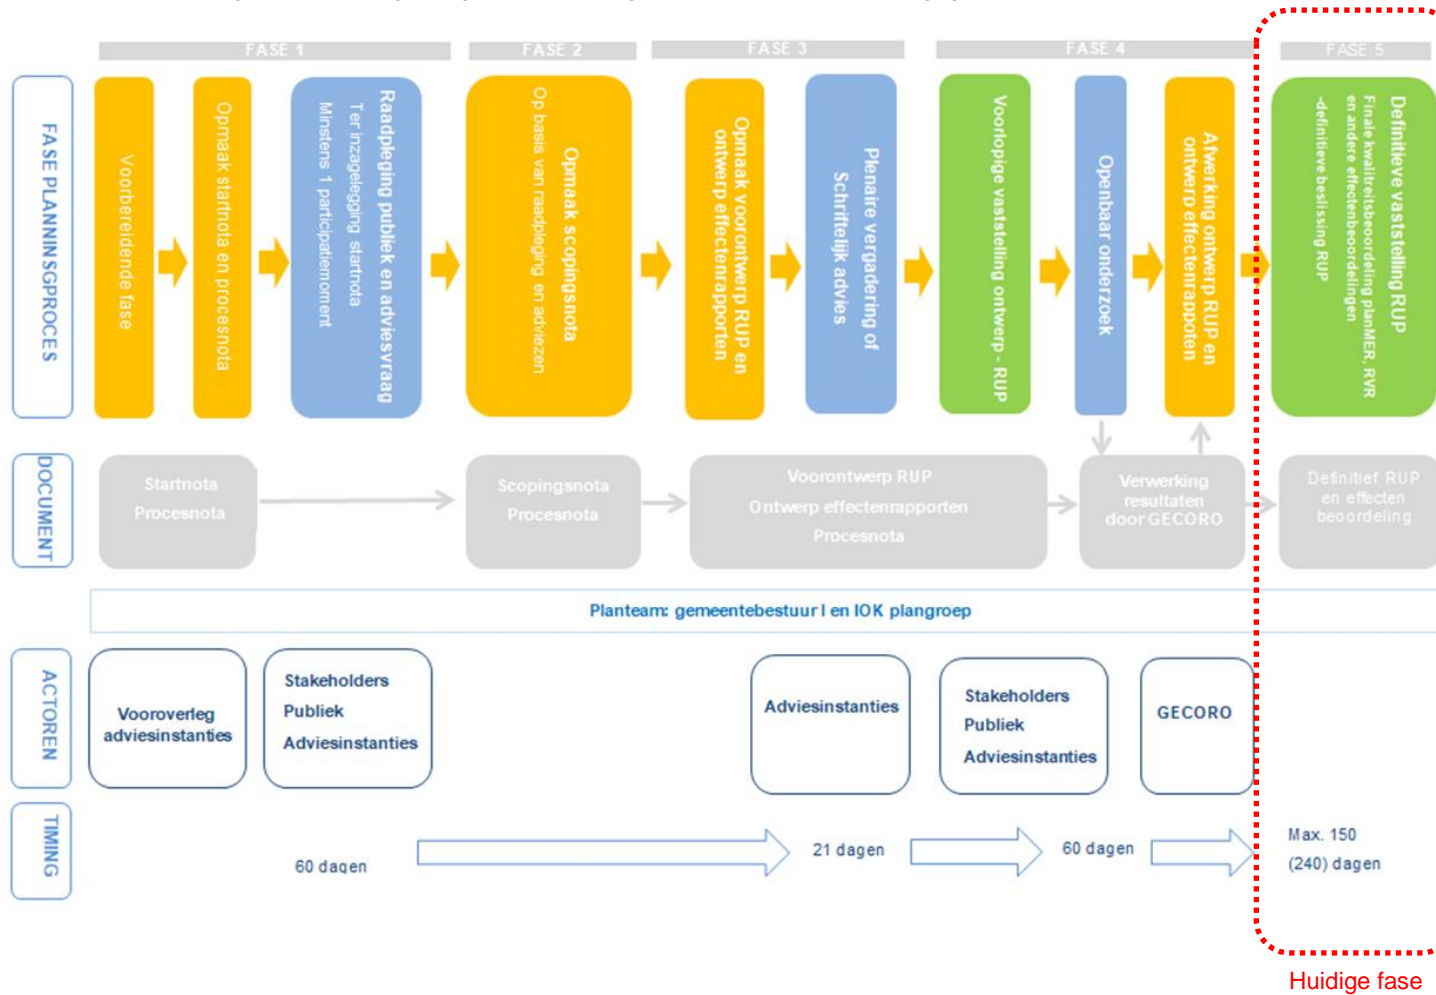 FASE 1
FASE 2
FASE 3
FASE 4
FASE 5
FASE PLANNINSGPROCES
Voorbereidende fase
Opmaak startnota en procesnota
Raadpleging publiek en adviesvraag
Ter inzagelegging startnota
Minstens 1 participatiemoment
Opmaak scopingsnota
Op basis van raadpleging en adviezen
Opmaak voorontwerp RUP en
ontwerp effectenrapporten
Plenaire vergadering of
Schriftelijk advies
Voorlopige vaststelling ontwerp - RUP
Openbaar onderzoek
Afwerking ontwerp RUP en
ontwerp effectenrappoten
Definitieve vaststelling RUP
Finale kwalitreitsbeoordeling planMER, RVR
en andere effectenbeoordelingen
-definitieve beslissing RUP
DOCUMENT
Startnota
Procesnota
Scopingsnota
Procesnota
Voorontwerp RUP
Ontwerp effectenrapporten
Procesnota
Verwerking
resultaten
door GECORO
Definitief RUP
en effecten
beoordeling
Planteam: gemeentebestuur I en IOK plangroep
ACTOREN
Vooroverleg
adviesinstanties
Stakeholders
Publiek
Adviesinstanties
Adviesinstanties
Stakeholders
Publiek
Adviesinstanties
GECORO
TIMING
60 dagen
21 dagen
60 dagen
Max. 150
(240) dagen
Huidige fase